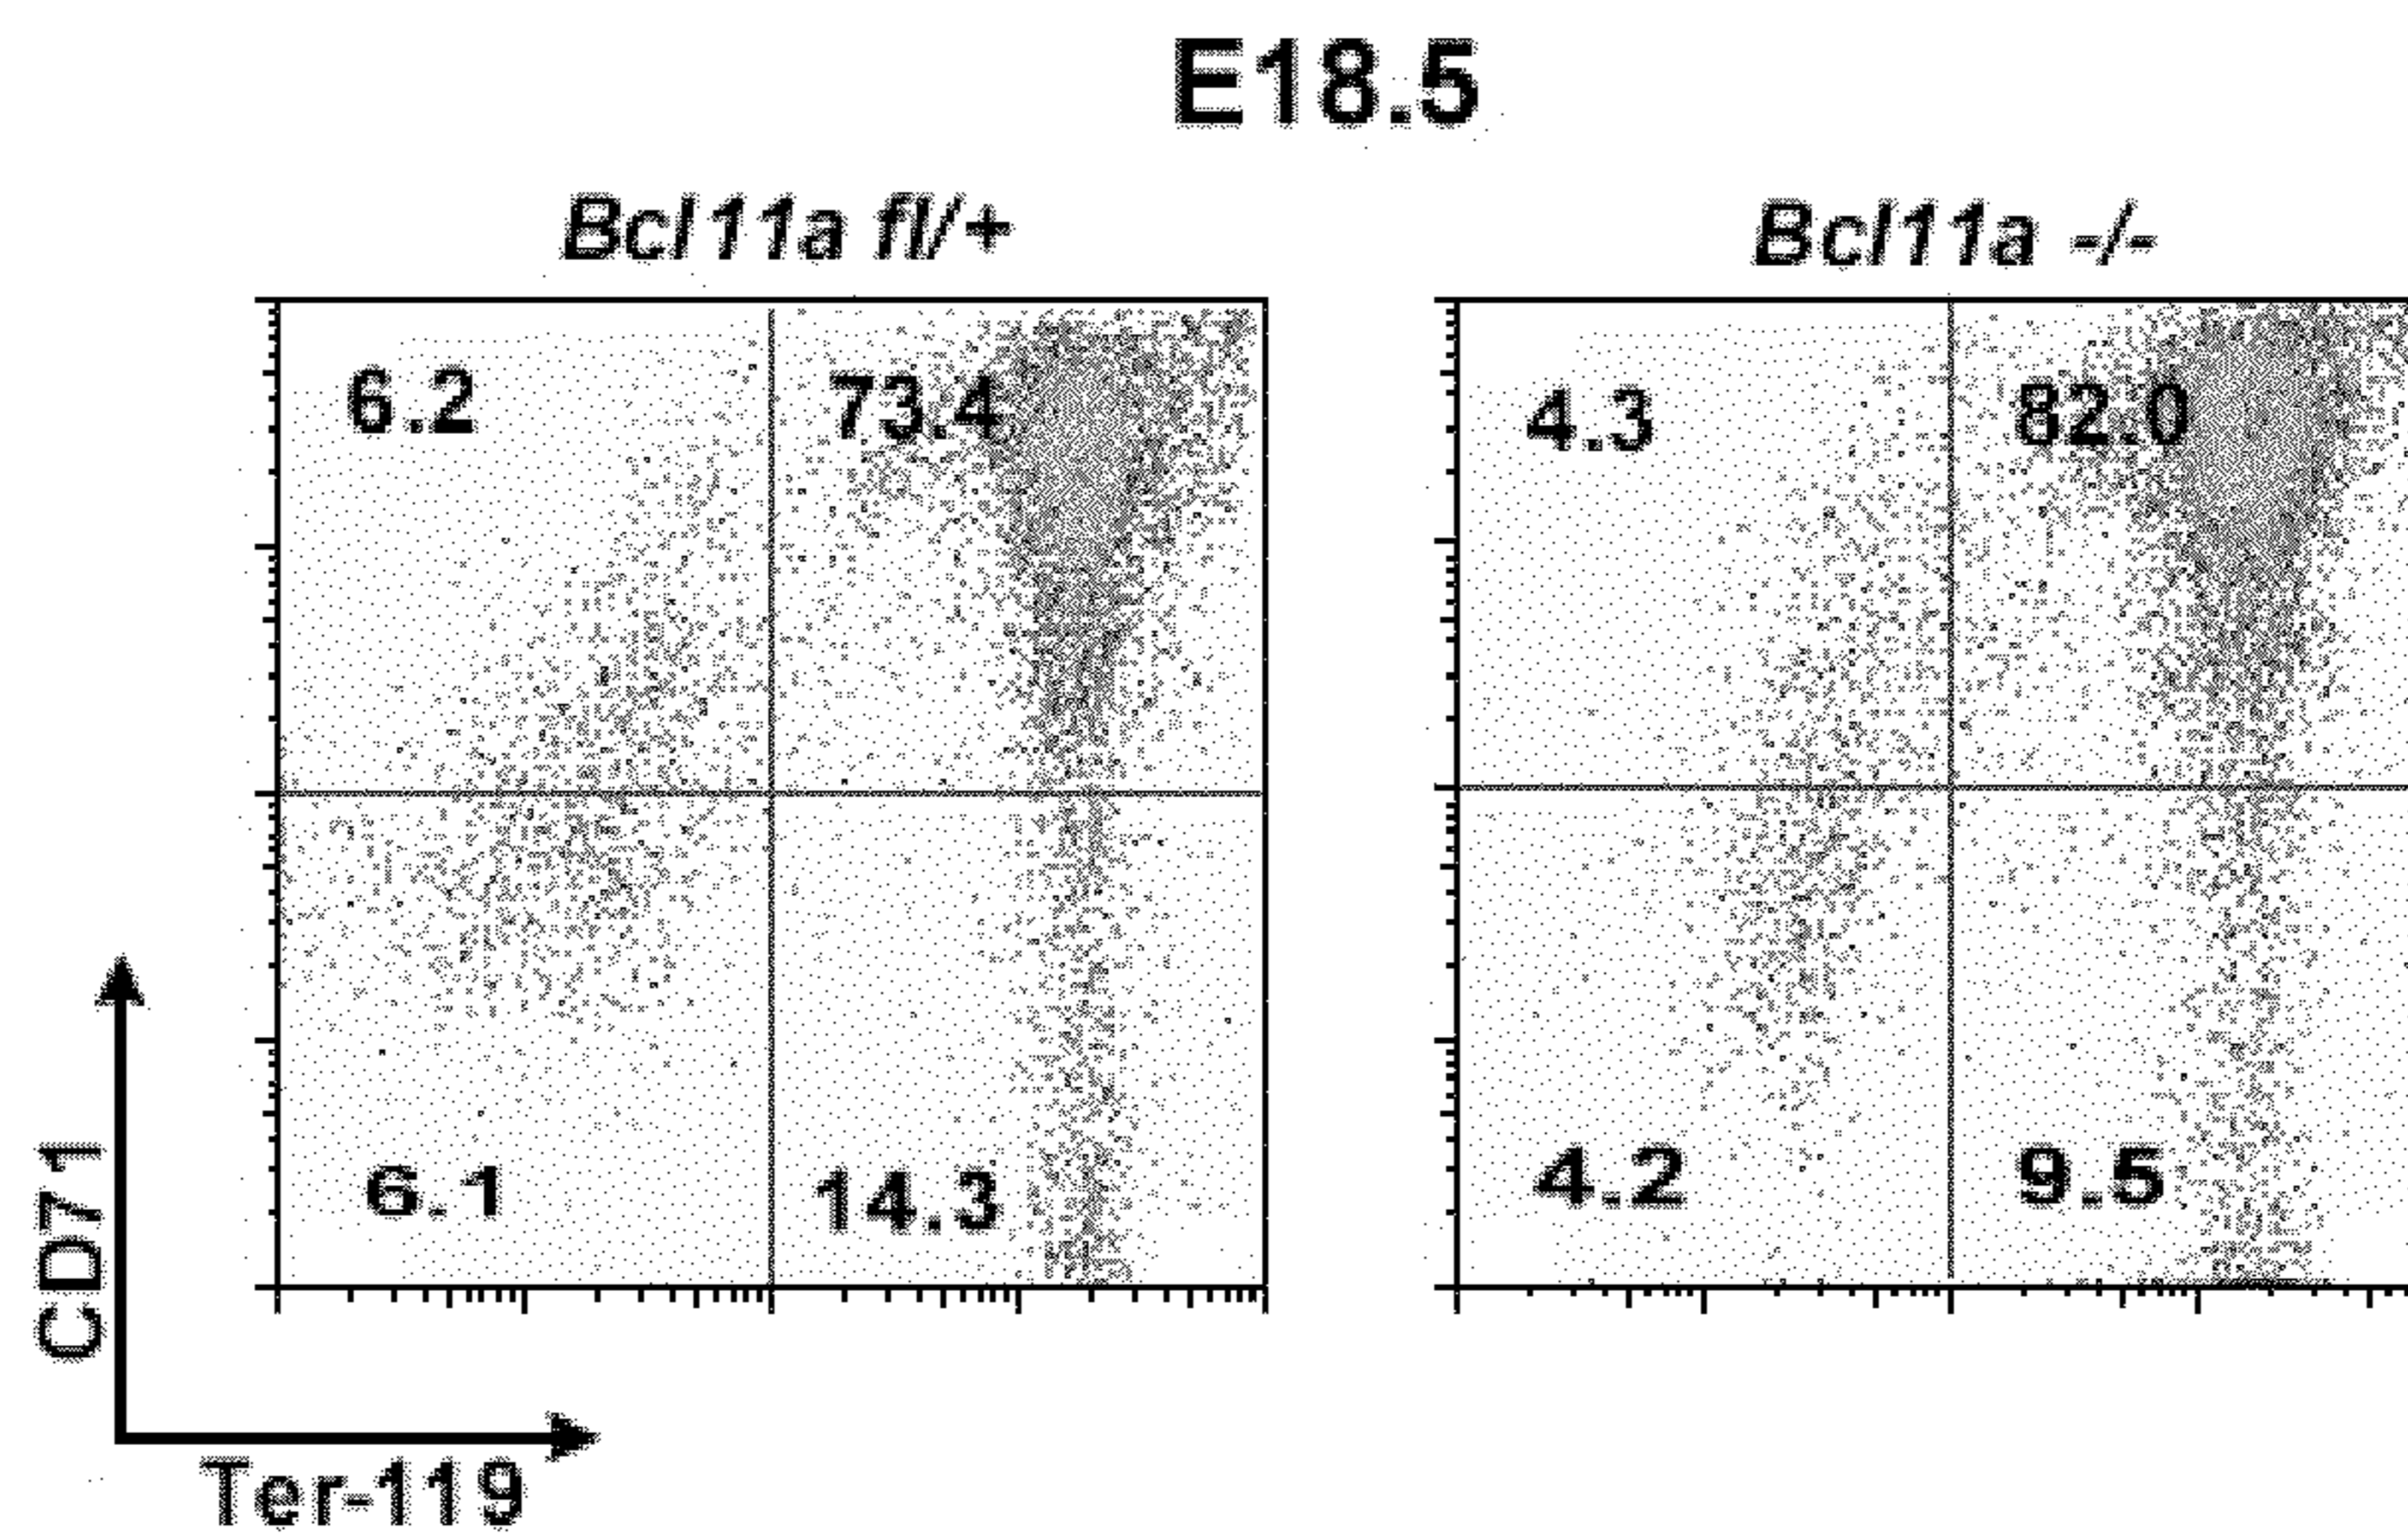 E18.5
Bcl11a fl/+
Bcl11a -/-
6.2
73.4
4.3
82.0
6.1
14.3
4.2
9.5
CD71
Ter-119